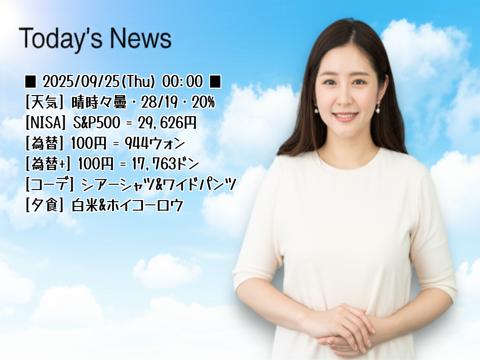 Today's News
■ 2025/09/25(Thu) 00:00 ■
[天気] 晴時々曇・28/19・20%
[NISA] S&P500 = 29,626円
[為替] 100円 = 944ウォン
[為替+] 100円 = 17,763ドン
[コーデ] シアーシャツ&ワイドパンツ
[夕食] 白米&ホイコーロウ